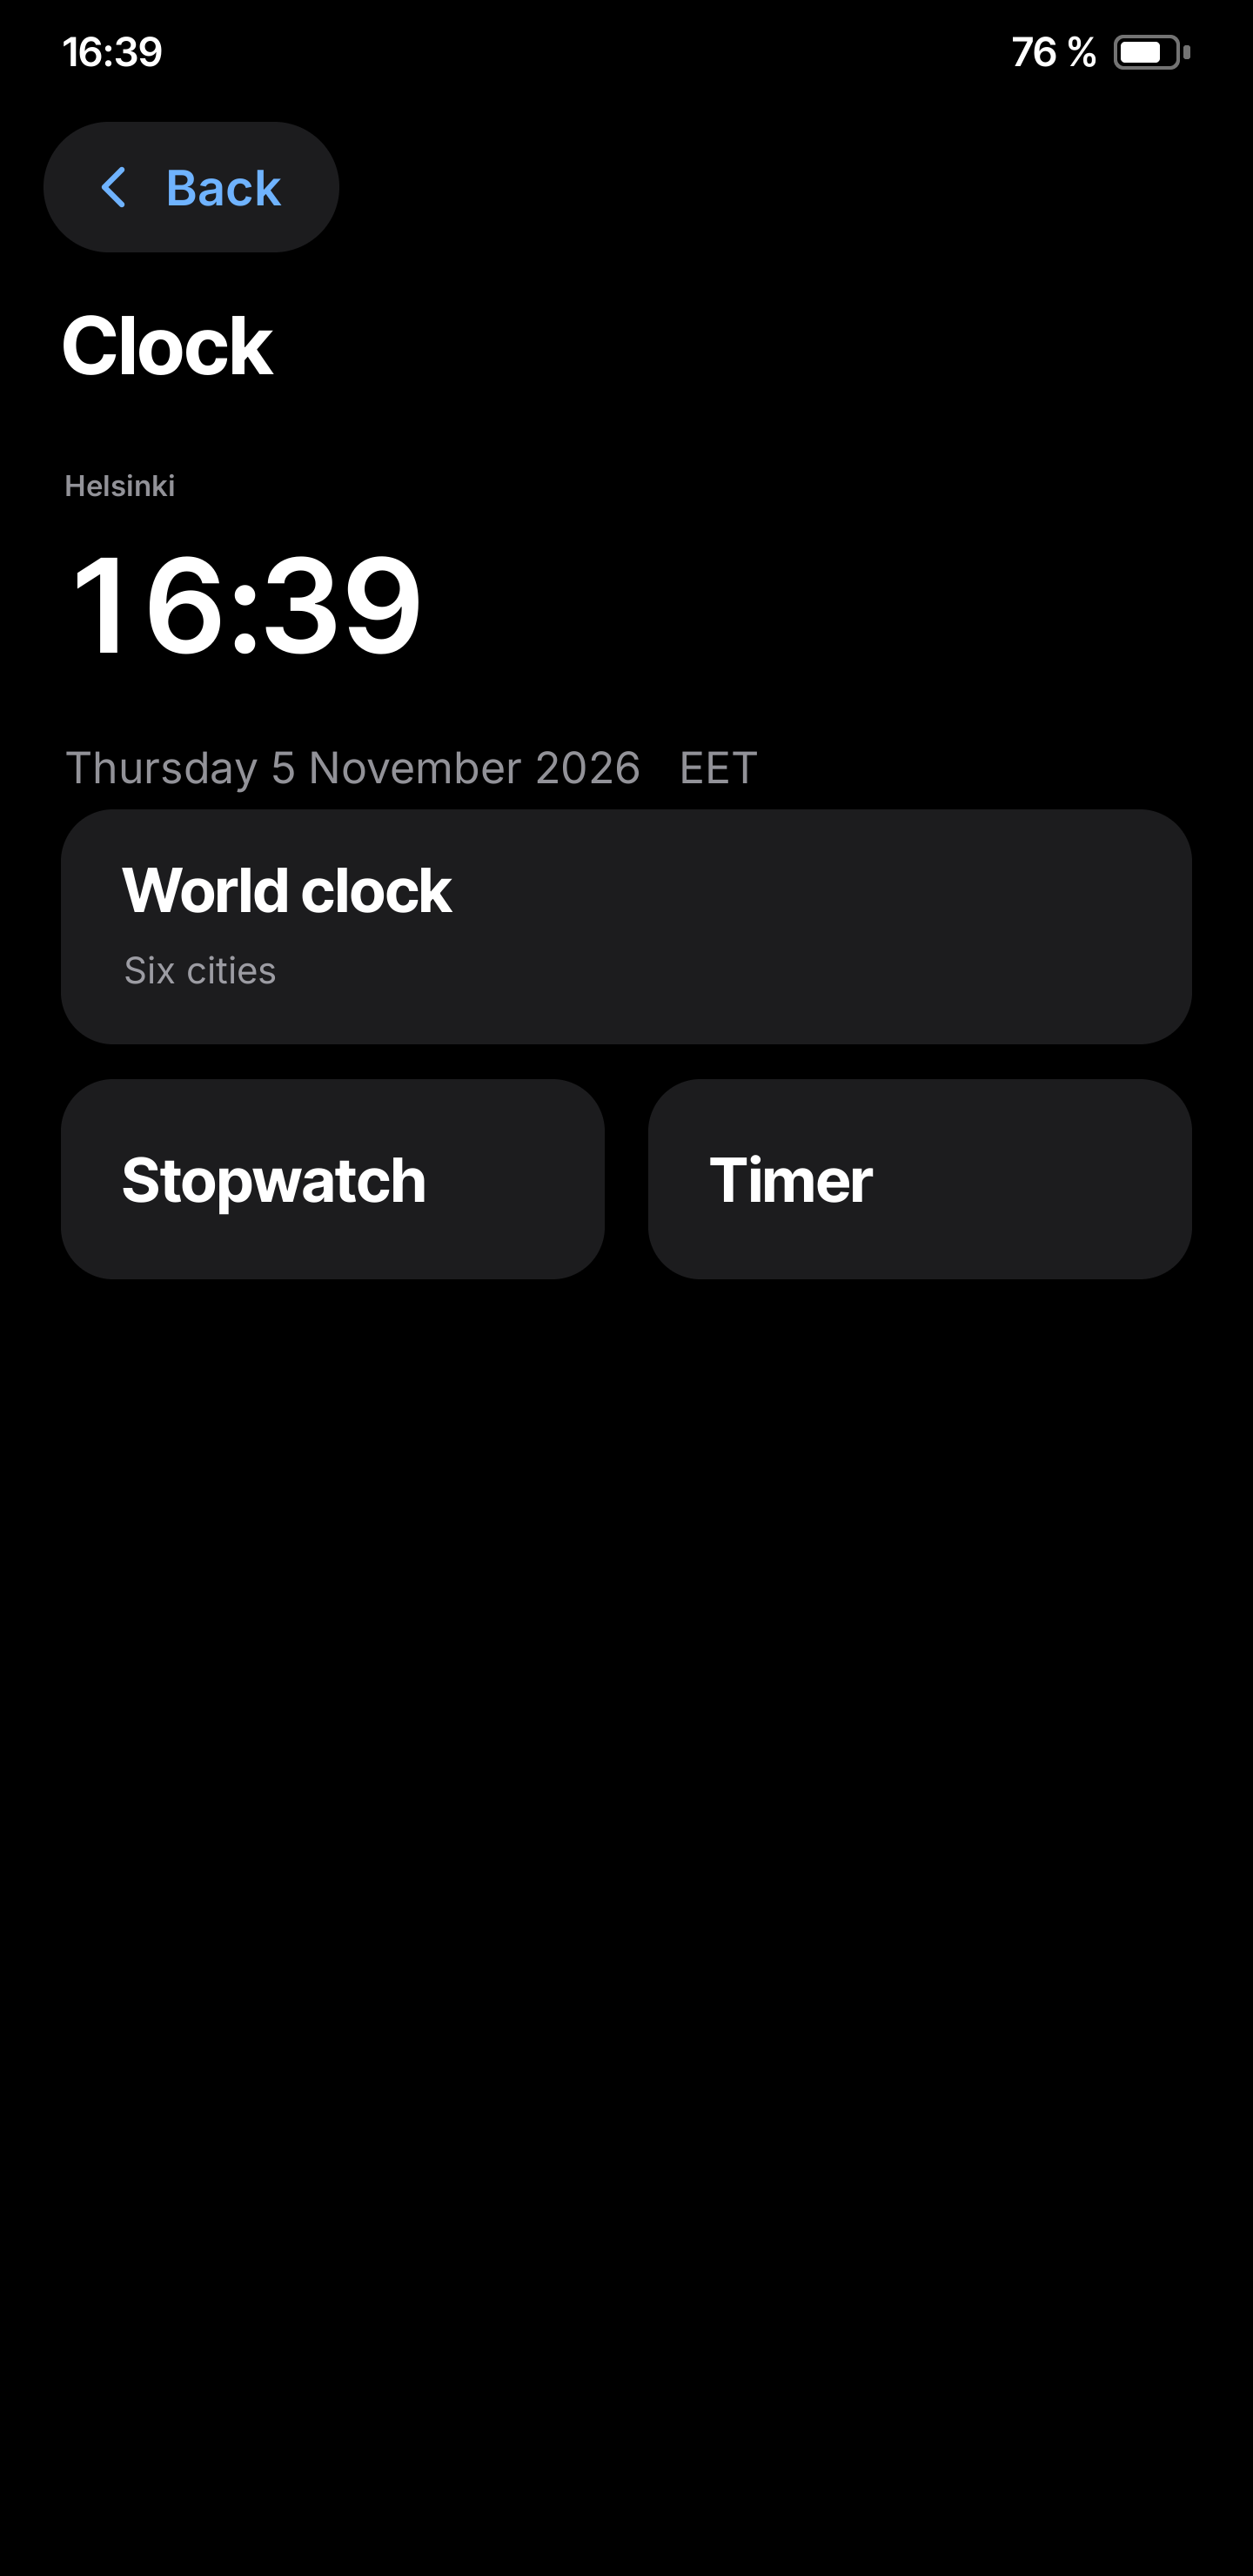 16:39 76 %
Back
Clock
Helsinki
16:39
Thursday 5 November 2026 EET
World clock
Six cities
Stopwatch Timer